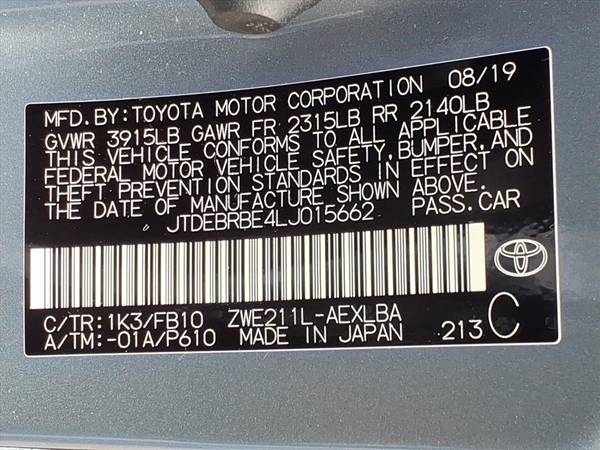 MFD.BY:TOYOTA MOTOR CORPORATION 08/19
GVWR 3915LB GAWR FR 2315LB RR 2140LB
THIS VEHICLE CONFORMS TO ALL APPLICABLE
FEDERAL MOTOR VEHICLE SAFETY,BUMPER,AND
THEFT PREVENTION STANDARDS IN EFFECT ON
THE DATE OF MANUFACTURE SHOWN ABOVE.
JTDEBRBE4LJ015662 PASS.CAR
C/TR:1K3/FB10 ZWE211L-AEXLBA
A/TM:-01A/P610 MADE IN JAPAN 213 C